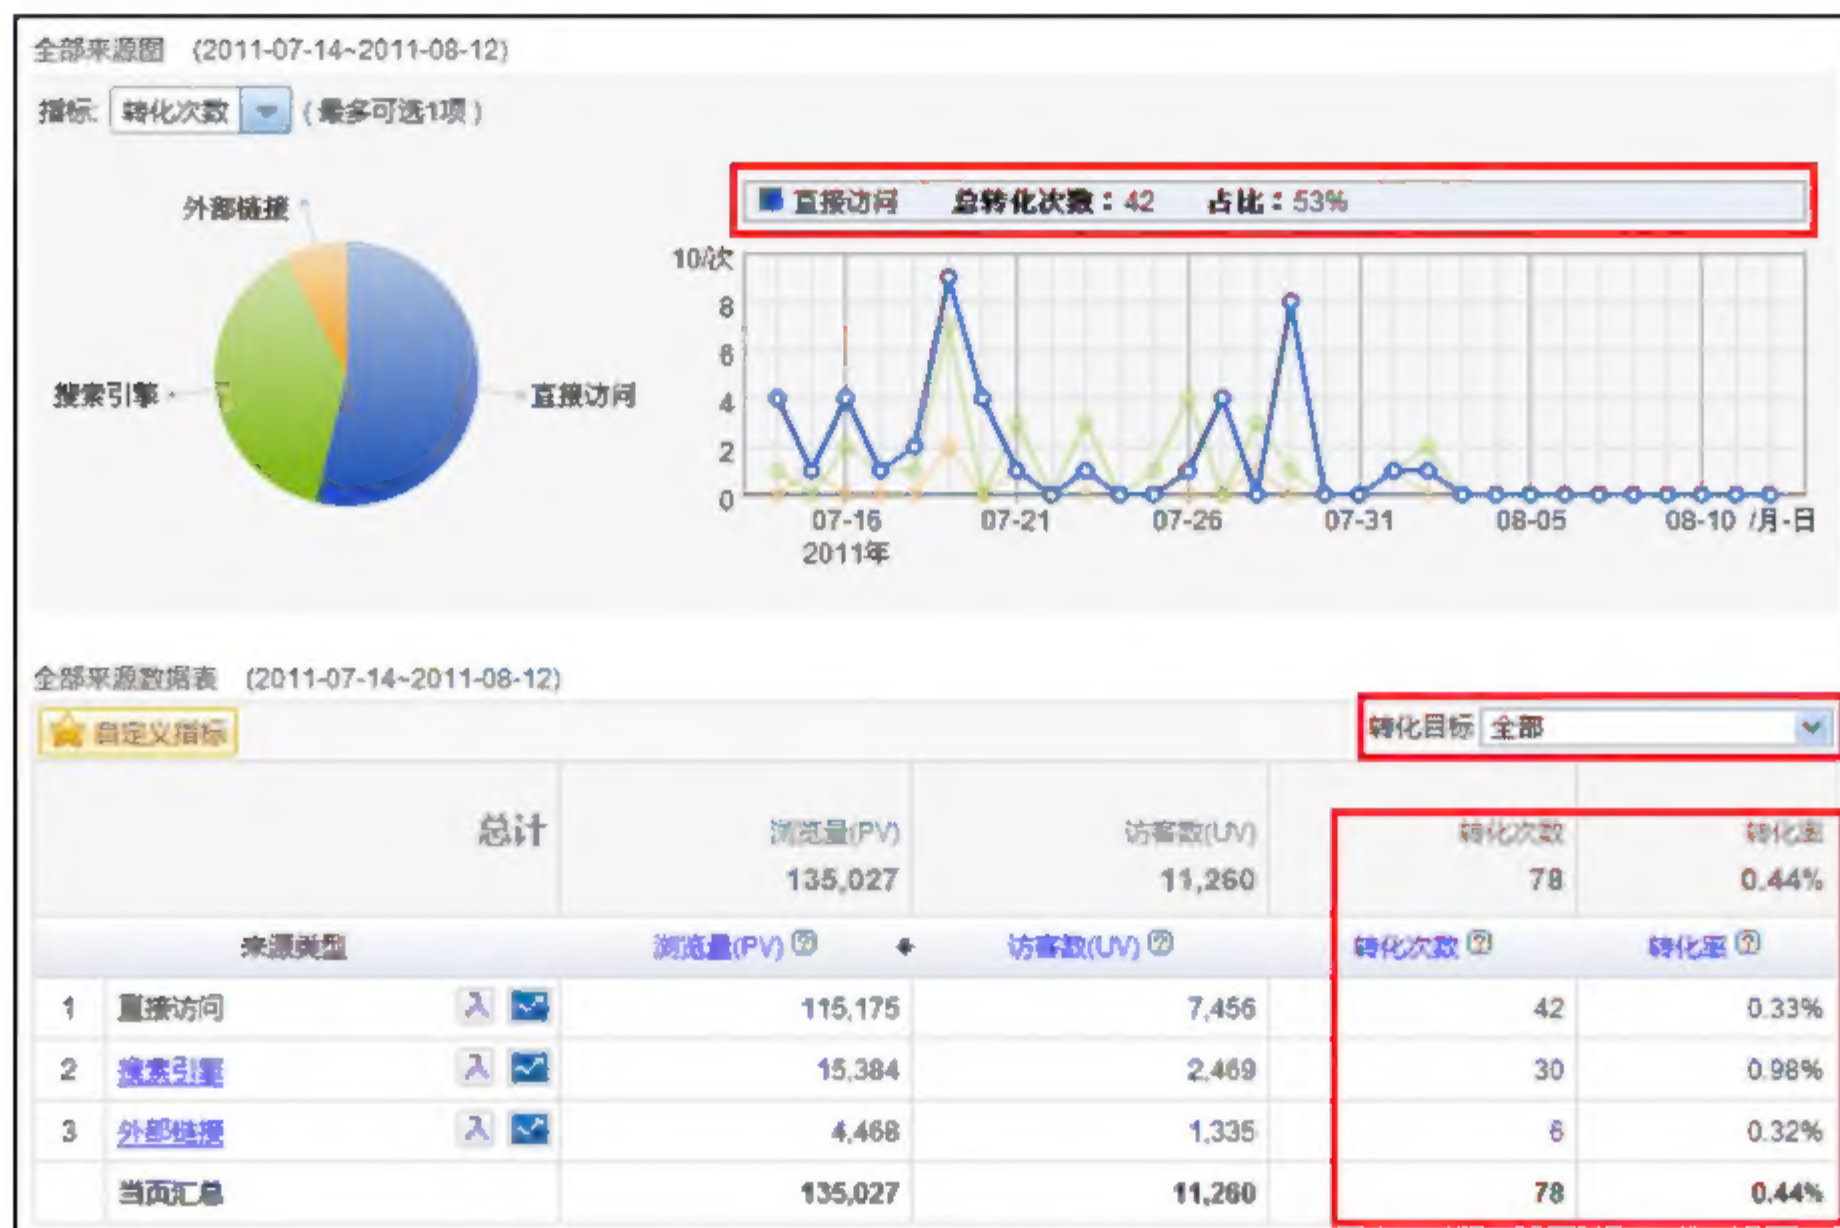 全部来源图 (2011-07-14~2011-08-12)
指标: 转化次数 (最多可选1项)
直接访问 总转化次数：42 占比：53%
外部链接
搜索引擎
直接访问
10/次
8
6
4
2
0
07-16 07-21 07-26 07-31 08-05 08-10 /月-日
2011年
全部来源数据表 (2011-07-14~2011-08-12)
自定义指标 转化目标 全部
总计 浏览量(PV) 访客数(UV) 转化次数 转化率
135,027 11,260 78 0.44%
来源类型 浏览量(PV) 访客数(UV) 转化次数 转化率
1 直接访问 115,175 7,456 42 0.33%
2 搜索引擎 15,384 2,469 30 0.98%
3 外部链接 4,468 1,335 6 0.32%
当页汇总 135,027 11,260 78 0.44%